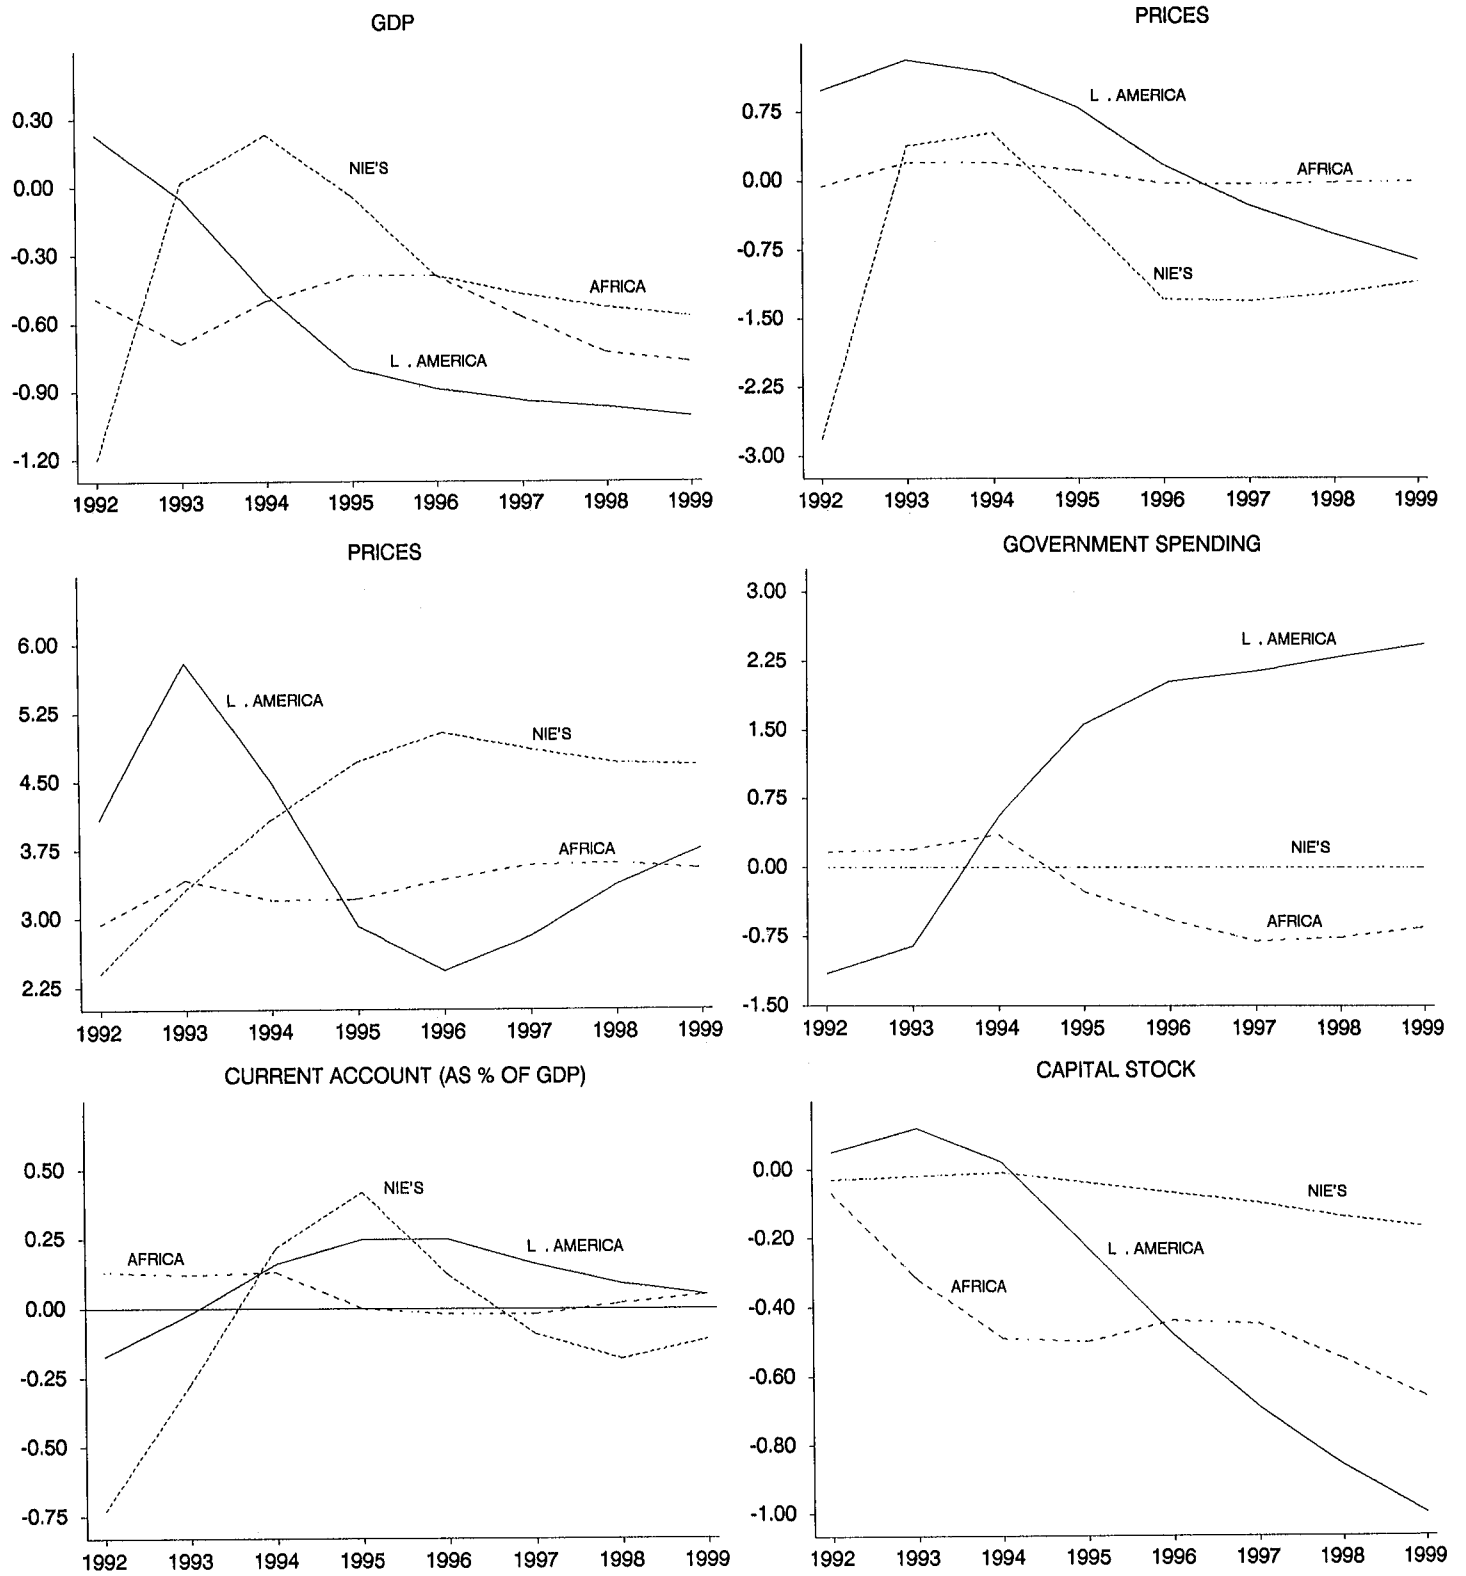 GDP
0.30
0.00
-0.30
-0.60
-0.90
-1.20
NIE'S
AFRICA
L . AMERICA
1992 1993 1994 1995 1996 1997 1998 1999
PRICES
0.75
0.00
-0.75
-1.50
-2.25
-3.00
L . AMERICA
AFRICA
NIE'S
1992 1993 1994 1995 1996 1997 1998 1999
PRICES
6.00
5.25
4.50
3.75
3.00
2.25
L . AMERICA
NIE'S
AFRICA
1992 1993 1994 1995 1996 1997 1998 1999
GOVERNMENT SPENDING
3.00
2.25
1.50
0.75
0.00
-0.75
-1.50
L . AMERICA
NIE'S
AFRICA
1992 1993 1994 1995 1996 1997 1998 1999
CURRENT ACCOUNT (AS % OF GDP)
0.50
0.25
0.00
-0.25
-0.50
-0.75
NIE'S
L . AMERICA
AFRICA
1992 1993 1994 1995 1996 1997 1998 1999
CAPITAL STOCK
0.00
-0.20
-0.40
-0.60
-0.80
-1.00
NIE'S
L . AMERICA
AFRICA
1992 1993 1994 1995 1996 1997 1998 1999